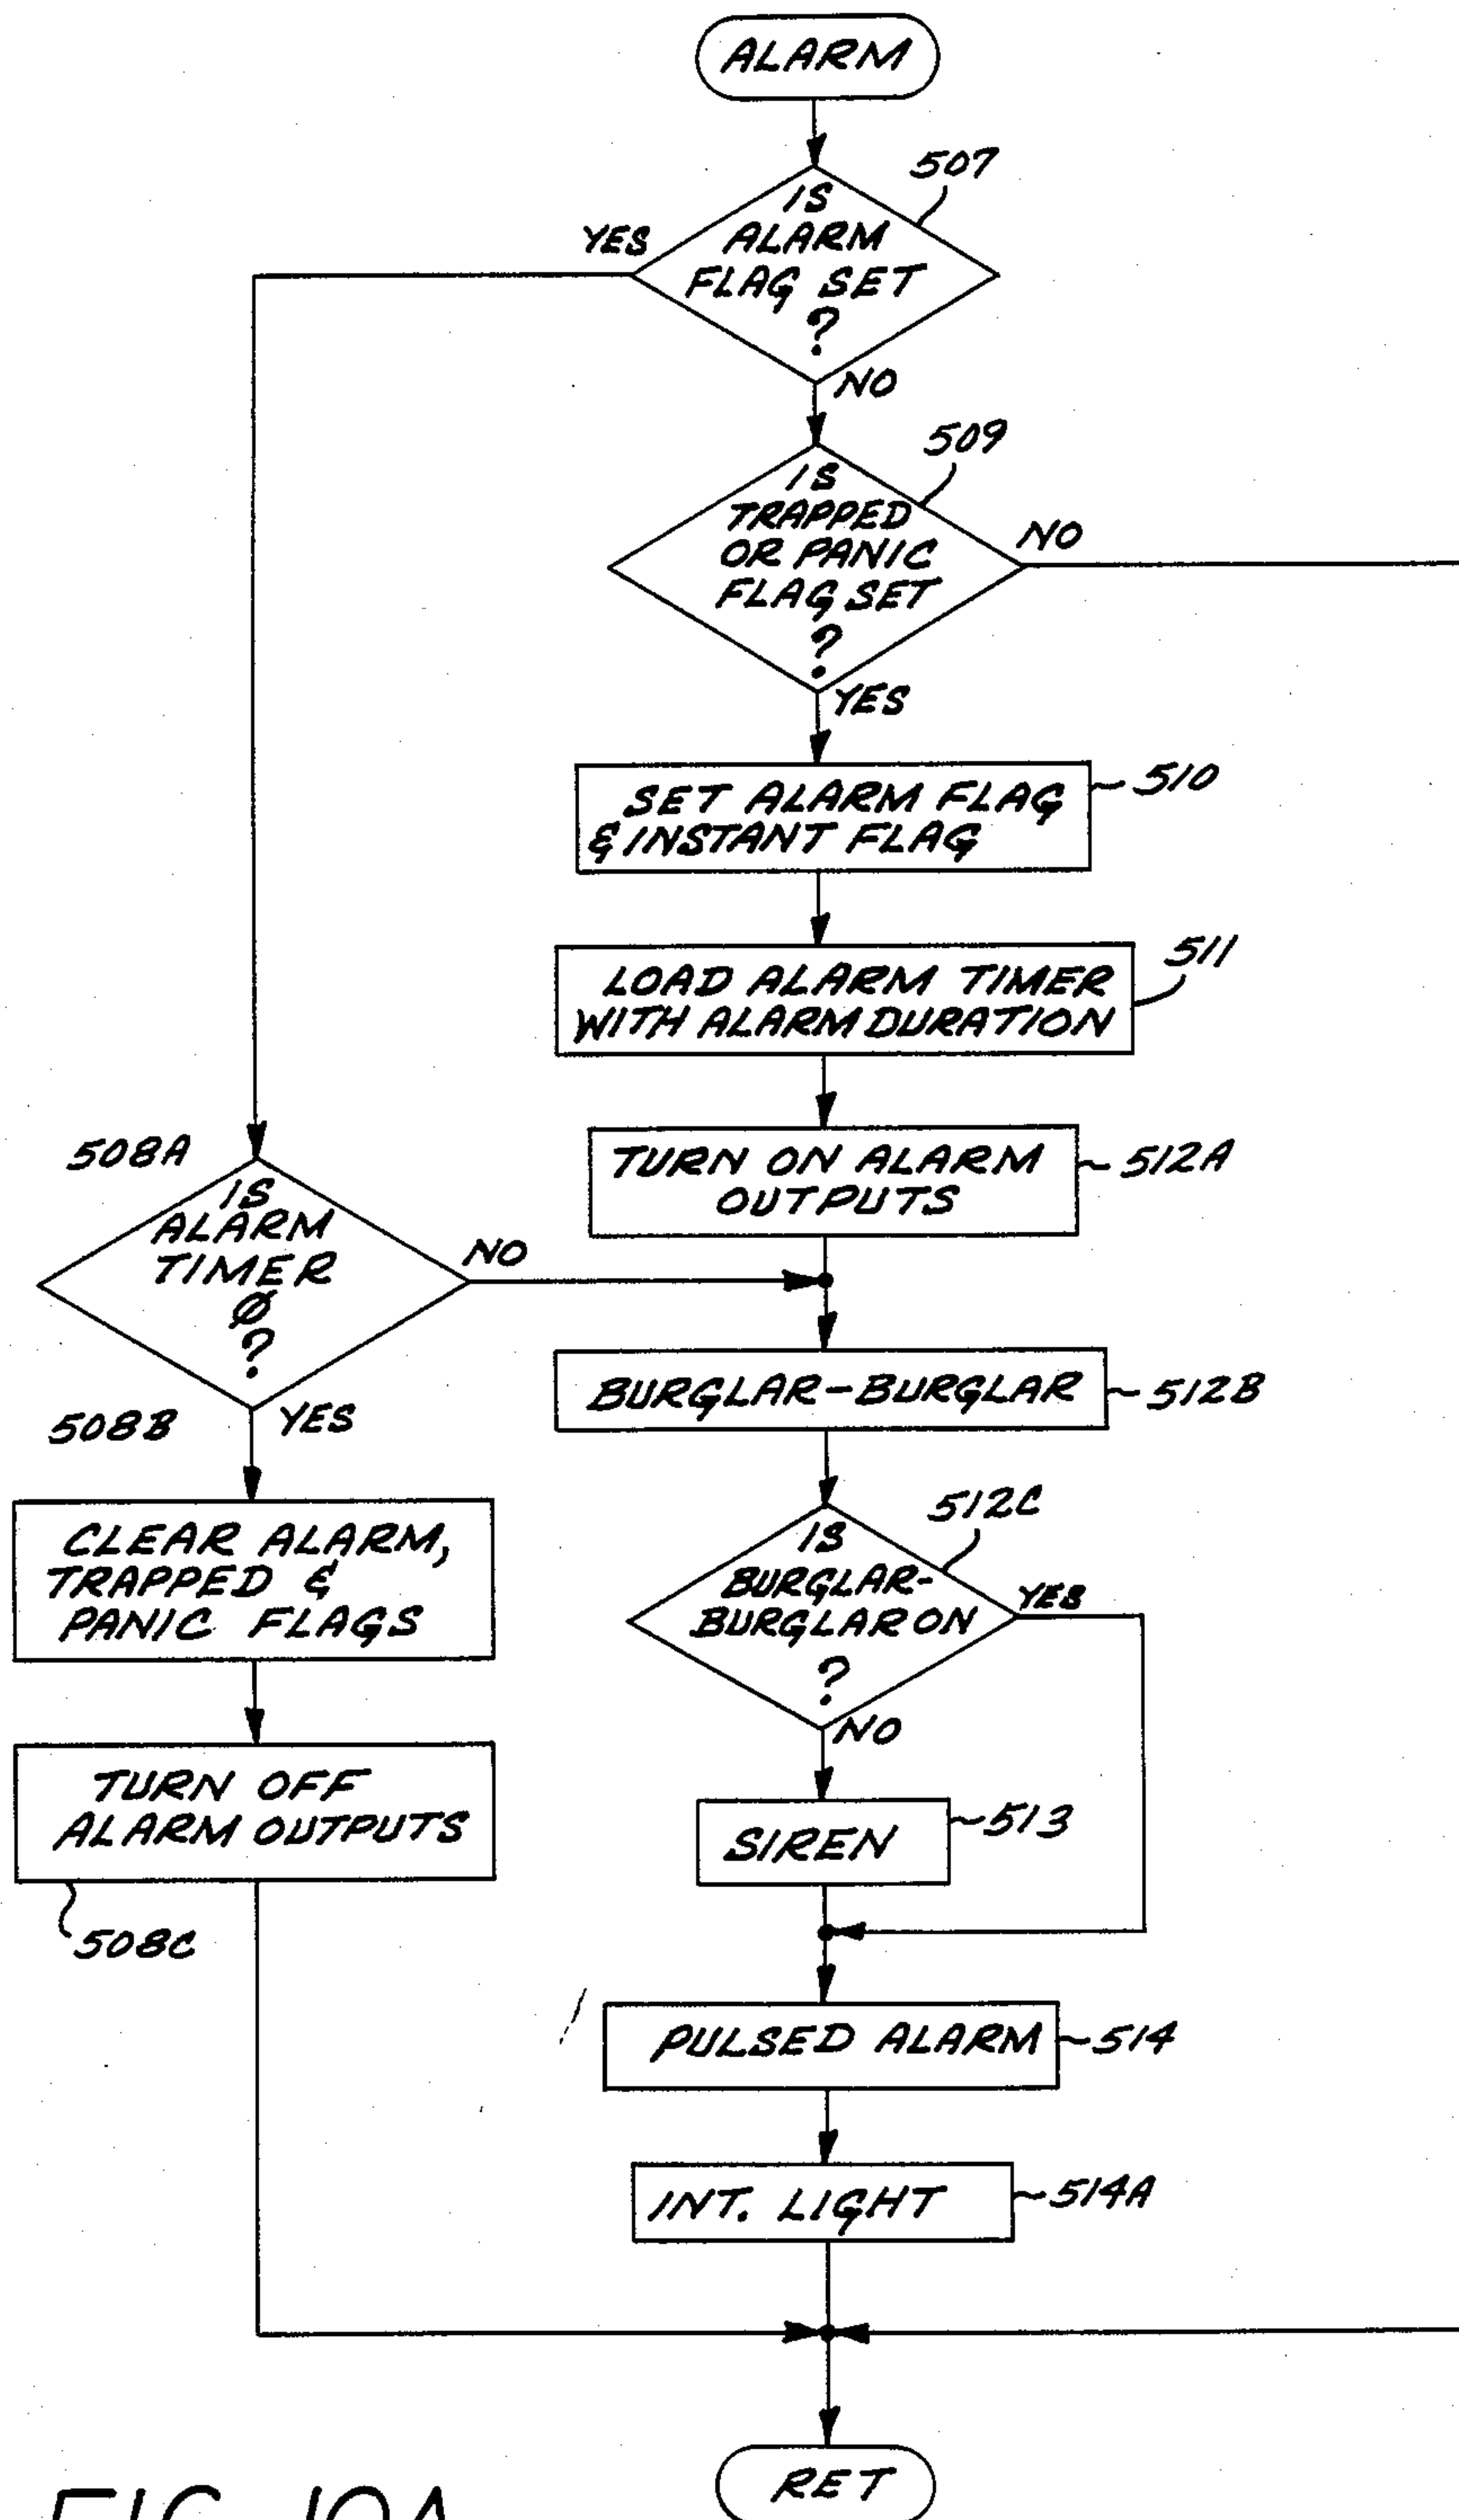 ALARM
507
IS
ALARM
FLAG SET
?
YES
NO
509
IS
TRAPPED
OR PANIC
FLAG SET
?
NO
YES
SET ALARM FLAG
& INSTANT FLAG
510
LOAD ALARM TIMER
WITH ALARM DURATION
511
508A
IS
ALARM
TIMER
Ø
?
NO
TURN ON ALARM
OUTPUTS
512A
BURGLAR-BURGLAR
512B
508B
YES
CLEAR ALARM,
TRAPPED &
PANIC FLAGS
512C
IS
BURGLAR-
BURGLAR ON
?
YES
NO
TURN OFF
ALARM OUTPUTS
508C
SIREN
513
PULSED ALARM
514
INT. LIGHT
514A
RET
FIG. 10A